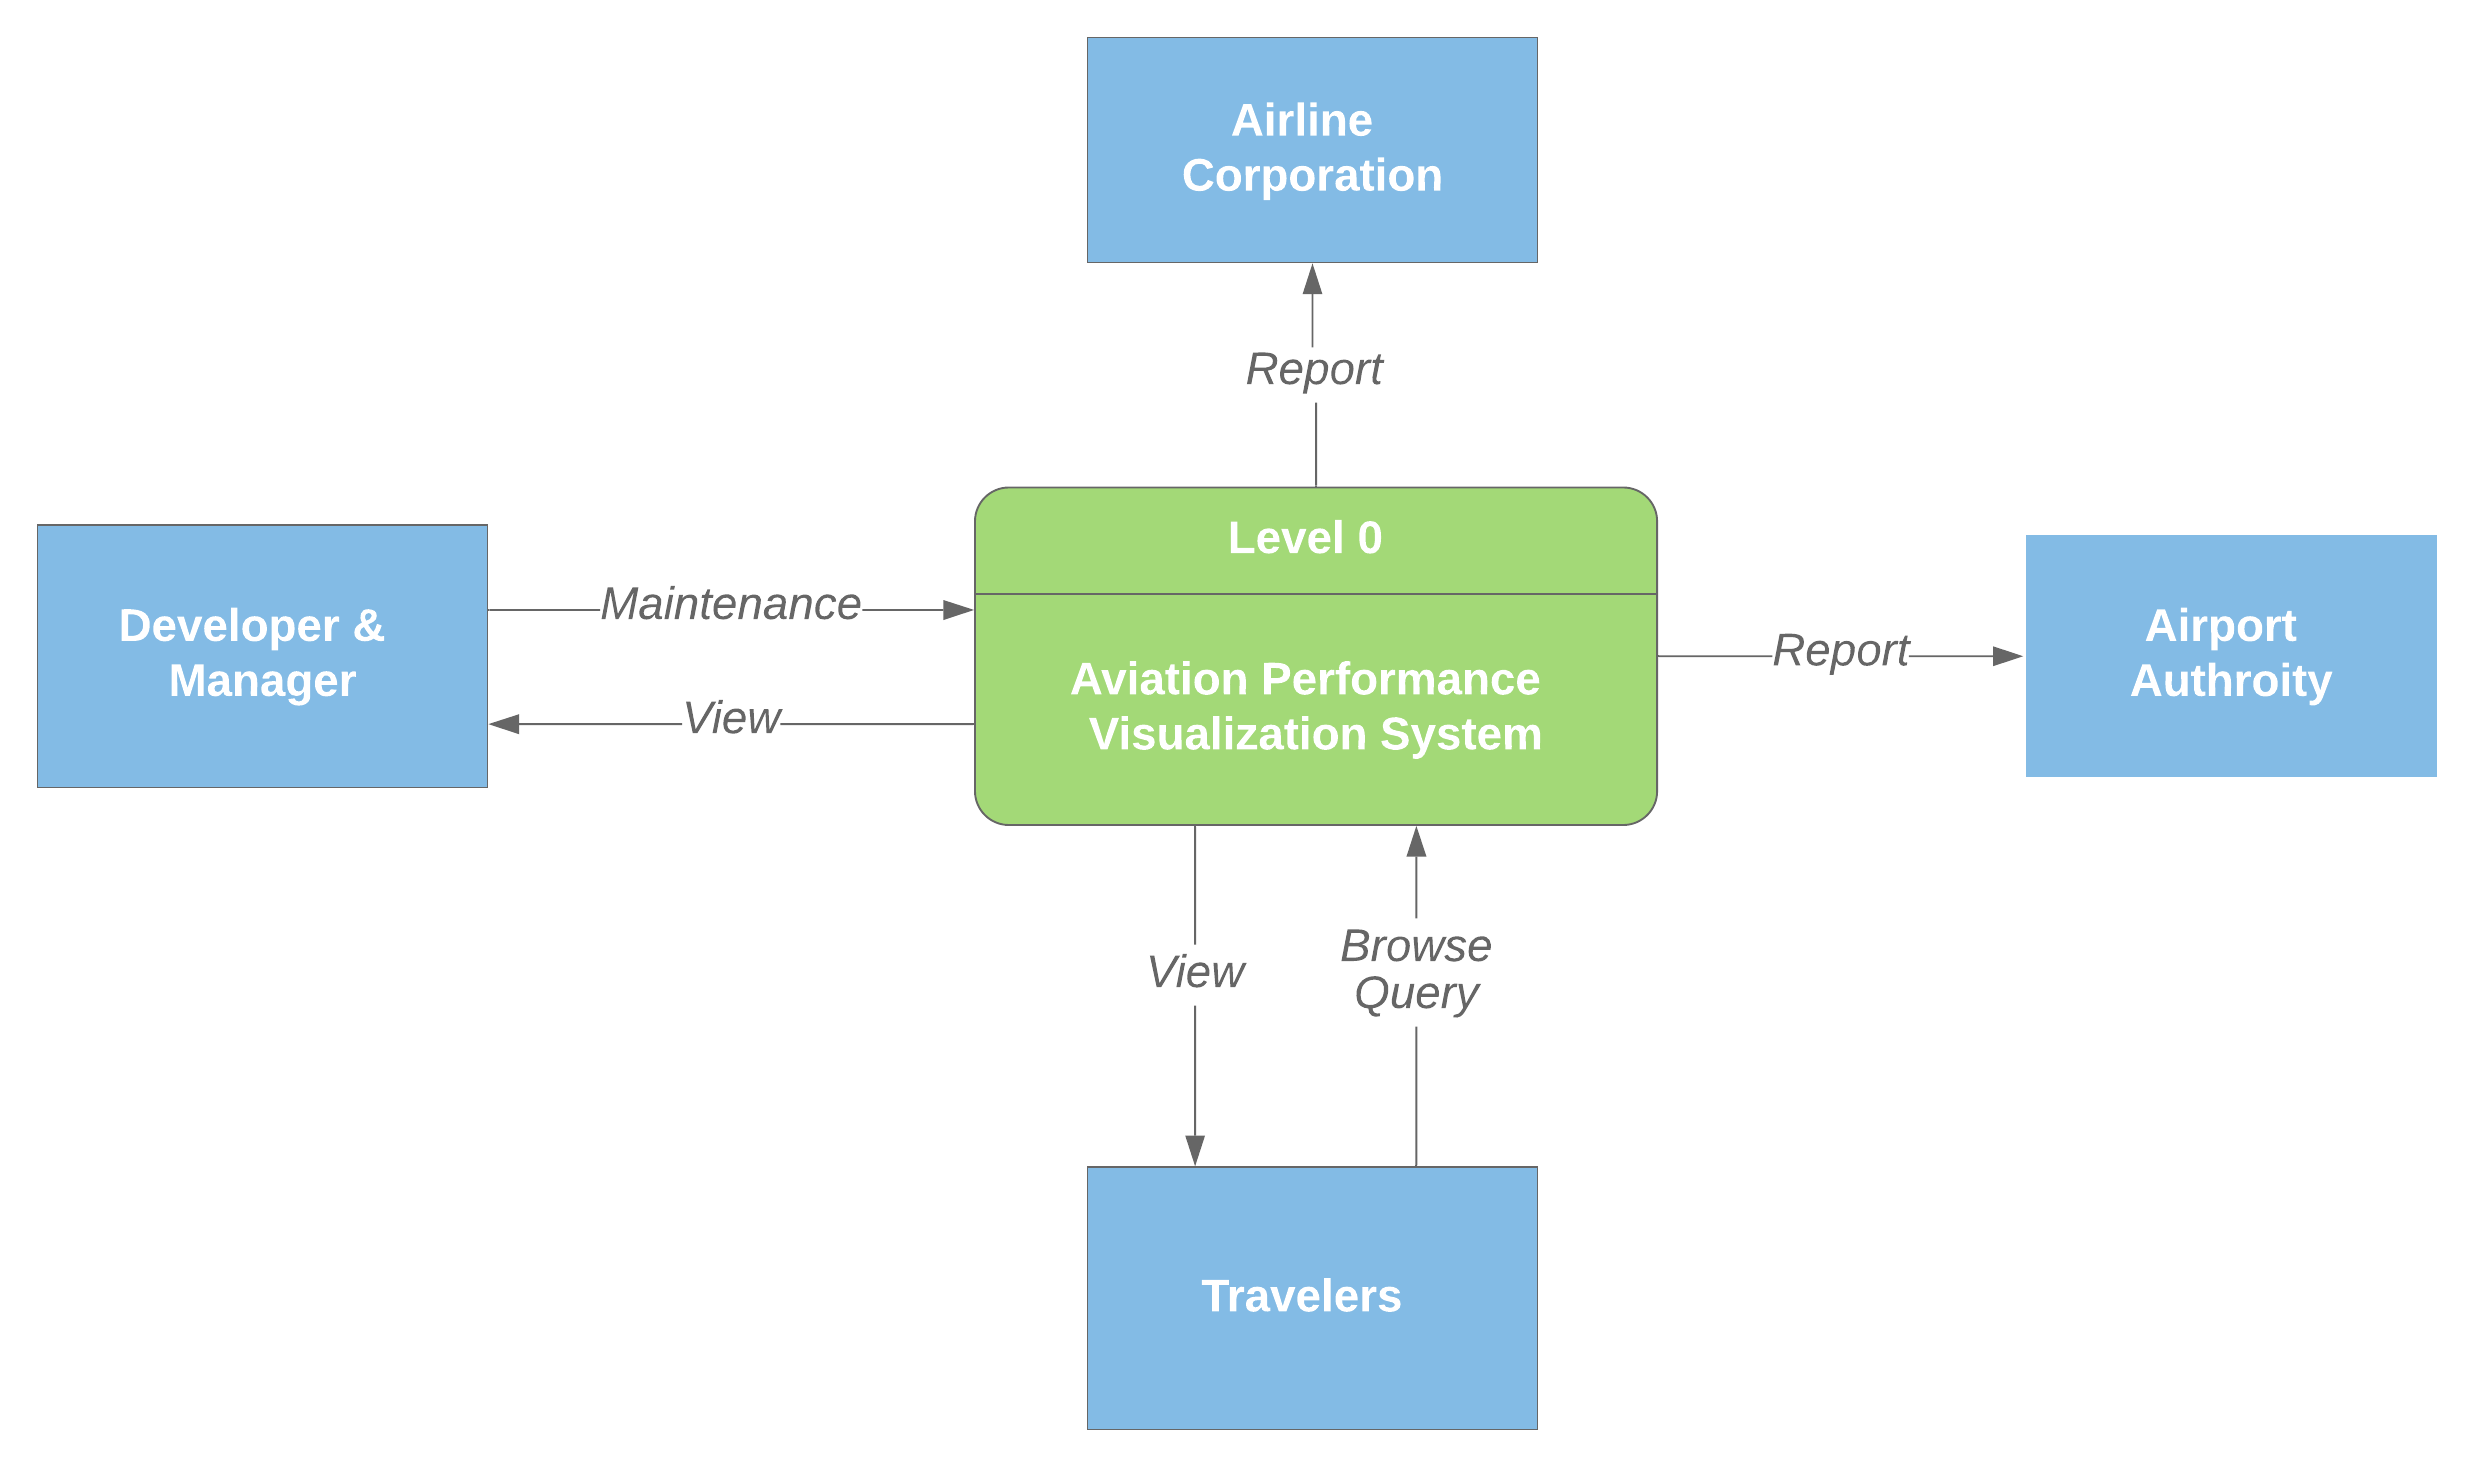 Airline
Corporation
Report
Level 0
Developer &
Manager
Maintenance
View
Aviation Performance
Visualization System
Report
Airport
Authroity
View
Browse
Query
Travelers